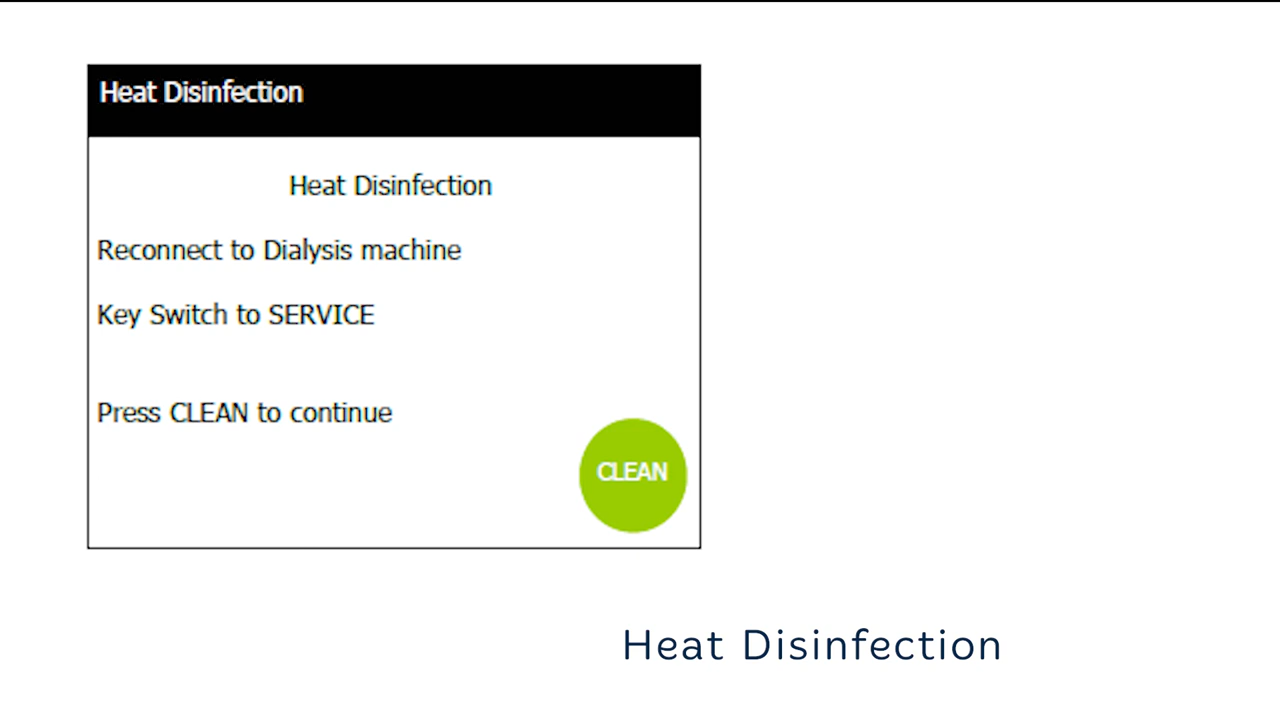 Heat Disinfection
Heat Disinfection
Reconnect to Dialysis machine
Key Switch to SERVICE
Press CLEAN to continue
CLEAN
Heat Disinfection